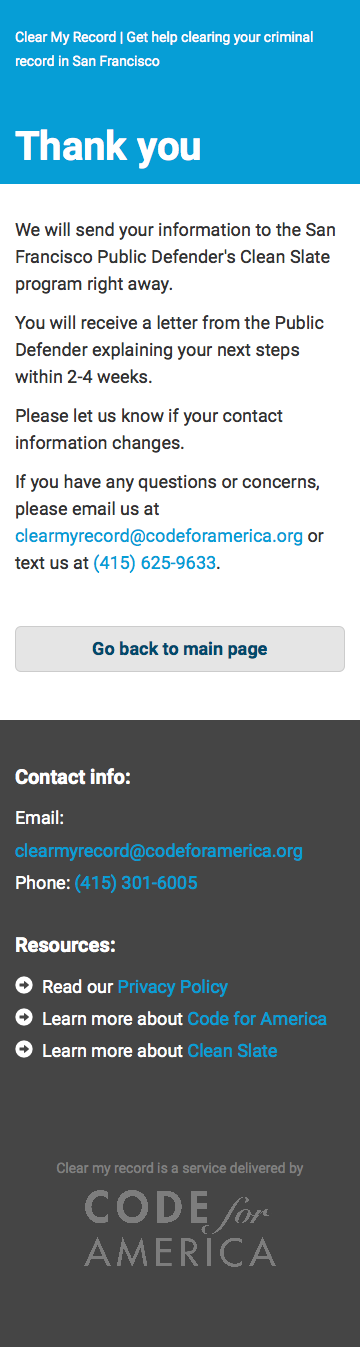 Clear My Record | Get help clearing your criminal
record in San Francisco
Thank you
We will send your information to the San
Francisco Public Defender's Clean Slate
program right away.
You will receive a letter from the Public
Defender explaining your next steps
within 2-4 weeks.
Please let us know if your contact
information changes.
If you have any questions or concerns,
please email us at
clearmyrecord@codeforamerica.org or
text us at (415) 625-9633.
Go back to main page
Contact info:
Email:
clearmyrecord@codeforamerica.org
Phone: (415) 301-6005
Resources:
Read our Privacy Policy
Learn more about Code for America
Learn more about Clean Slate
Clear my record is a service delivered by
CODE for
AMERICA